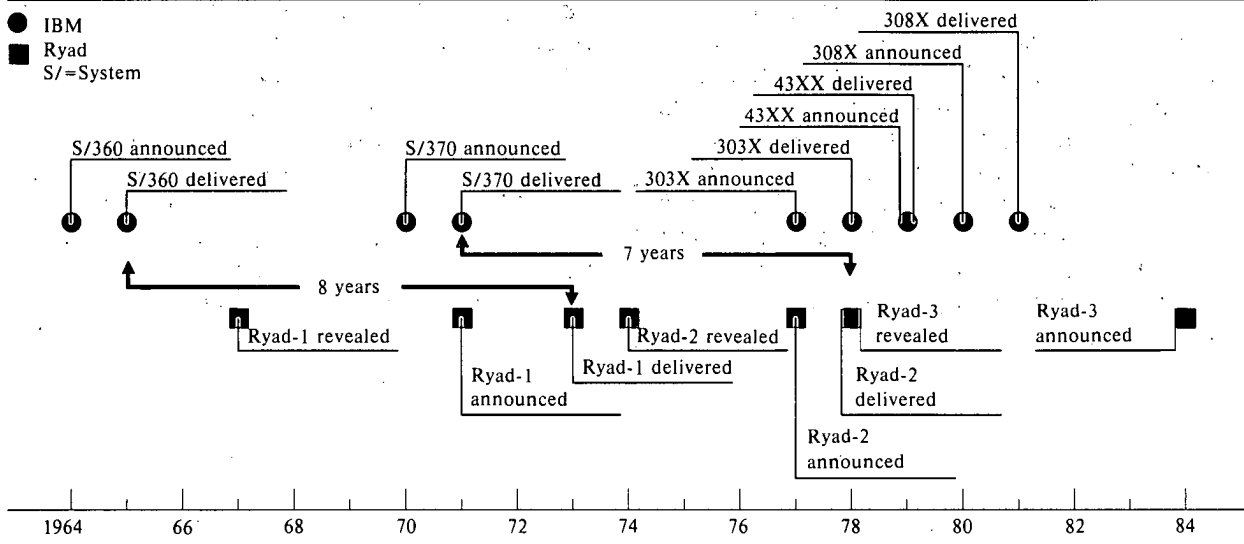 IBM
Ryad
S/=System
308X delivered
308X announced
43XX delivered
43XX announced
S/360 announced
S/370 announced
303X delivered
S/360 delivered
S/370 delivered
303X announced
7 years
8 years
Ryad-1 revealed
Ryad-2 revealed
Ryad-3
revealed
Ryad-3
announced
Ryad-1
announced
Ryad-1 delivered
Ryad-2
delivered
Ryad-2
announced
1964 66 68 70 72 74 76 78 80 82 84